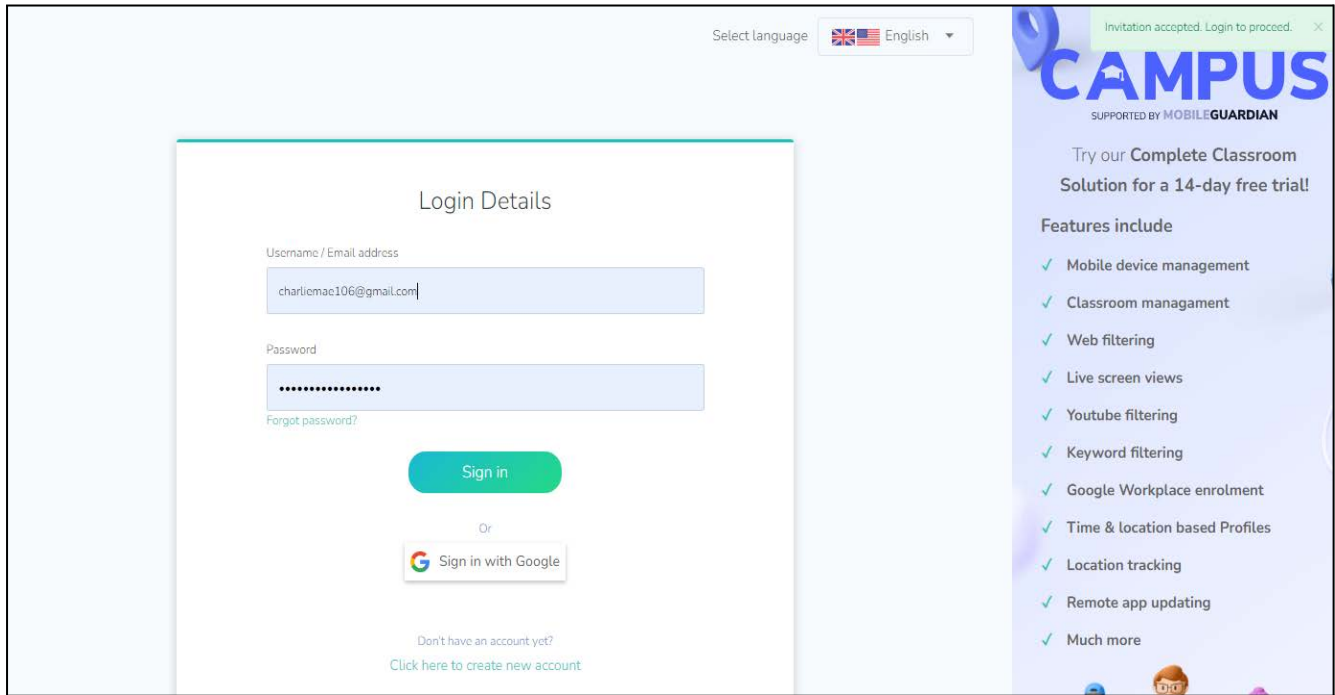 Select language English
Login Details
Username / Email address
charliemae106@gmail.com
Password
•••••••••••••••••
Forgot password?
Sign in
Or
Sign in with Google
Don't have an account yet?
Click here to create new account
Invitation accepted. Login to proceed. ×
CAMPUS
SUPPORTED BY MOBILEGUARDIAN
Try our Complete Classroom
Solution for a 14-day free trial!
Features include
✓ Mobile device management
✓ Classroom managament
✓ Web filtering
✓ Live screen views
✓ Youtube filtering
✓ Keyword filtering
✓ Google Workplace enrolment
✓ Time & location based Profiles
✓ Location tracking
✓ Remote app updating
✓ Much more